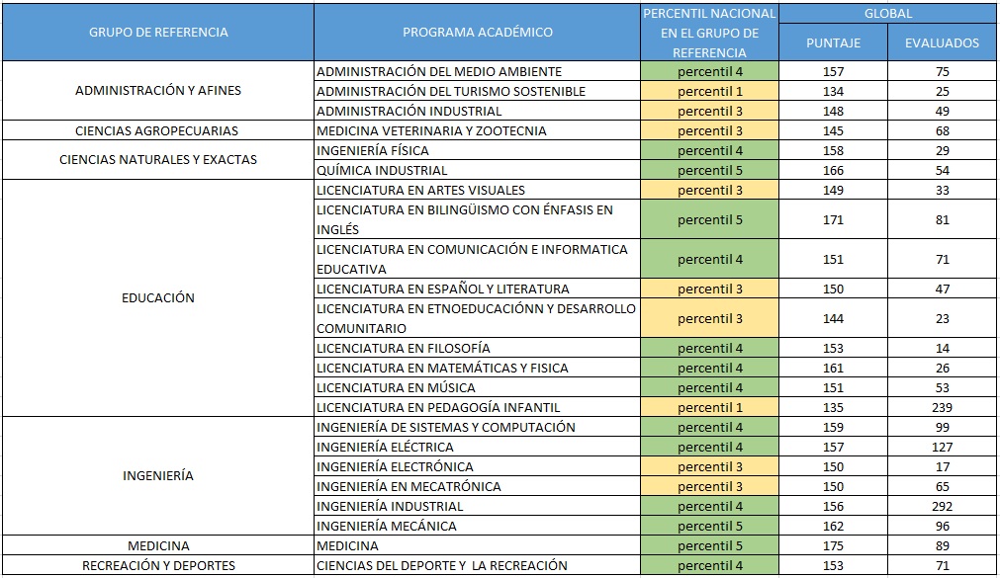 GRUPO DE REFERENCIA PROGRAMA ACADÉMICO PERCENTIL NACIONAL EN EL GRUPO DE REFERENCIA GLOBAL
PUNTAJE EVALUADOS
ADMINISTRACIÓN Y AFINES
ADMINISTRACIÓN DEL MEDIO AMBIENTE percentil 4 157 75
ADMINISTRACIÓN DEL TURISMO SOSTENIBLE percentil 1 134 25
ADMINISTRACIÓN INDUSTRIAL percentil 3 148 49
CIENCIAS AGROPECUARIAS MEDICINA VETERINARIA Y ZOOTECNIA percentil 3 145 68
CIENCIAS NATURALES Y EXACTAS
INGENIERÍA FÍSICA percentil 4 158 29
QUÍMICA INDUSTRIAL percentil 5 166 54
EDUCACIÓN
LICENCIATURA EN ARTES VISUALES percentil 3 149 33
LICENCIATURA EN BILINGÜISMO CON ÉNFASIS EN
INGLÉS percentil 5 171 81
LICENCIATURA EN COMUNICACIÓN E INFORMATICA
EDUCATIVA percentil 4 151 71
LICENCIATURA EN ESPAÑOL Y LITERATURA percentil 3 150 47
LICENCIATURA EN ETNOEDUCACIÓNN Y DESARROLLO
COMUNITARIO percentil 3 144 23
LICENCIATURA EN FILOSOFÍA percentil 4 153 14
LICENCIATURA EN MATEMÁTICAS Y FISICA percentil 4 161 26
LICENCIATURA EN MÚSICA percentil 4 151 53
LICENCIATURA EN PEDAGOGÍA INFANTIL percentil 1 135 239
INGENIERÍA
INGENIERÍA DE SISTEMAS Y COMPUTACIÓN percentil 4 159 99
INGENIERÍA ELÉCTRICA percentil 4 157 127
INGENIERÍA ELECTRÓNICA percentil 3 150 17
INGENIERÍA EN MECATRÓNICA percentil 3 150 65
INGENIERÍA INDUSTRIAL percentil 4 156 292
INGENIERÍA MECÁNICA percentil 5 162 96
MEDICINA MEDICINA percentil 5 175 89
RECREACIÓN Y DEPORTES CIENCIAS DEL DEPORTE Y LA RECREACIÓN percentil 4 153 71